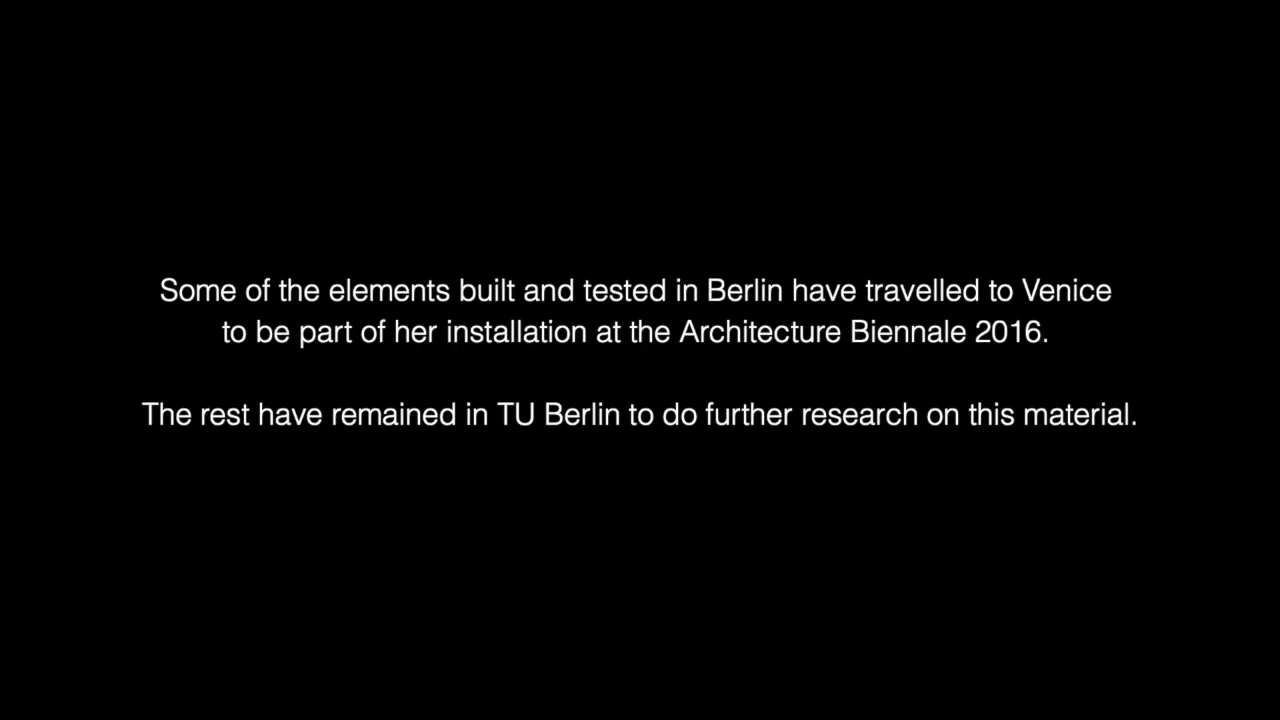 Some of the elements built and tested in Berlin have travelled to Venice
to be part of her installation at the Architecture Biennale 2016.
The rest have remained in TU Berlin to do further research on this material.